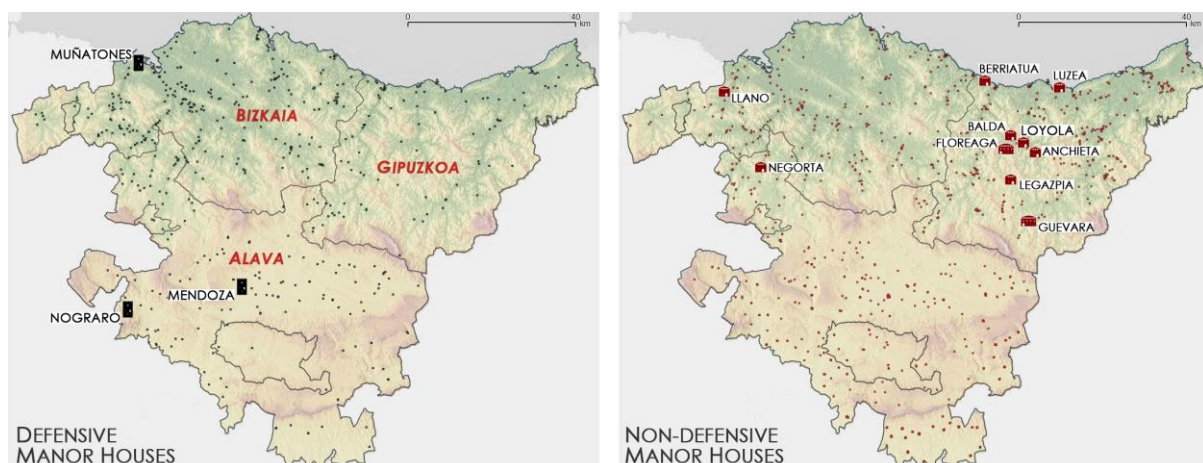 0
40
km
MUÑATONES
BIZKAIA
GIPUZKOA
ALAVA
MENDOZA
NOGRARO
DEFENSIVE
MANOR HOUSES
0
40
km
BERRIATUA
LUZEA
LLANO
BALDA
LOYOLA
FLOREAGA
ANCHIETA
NEGORTA
LEGAZPIA
GUEVARA
NON-DEFENSIVE
MANOR HOUSES